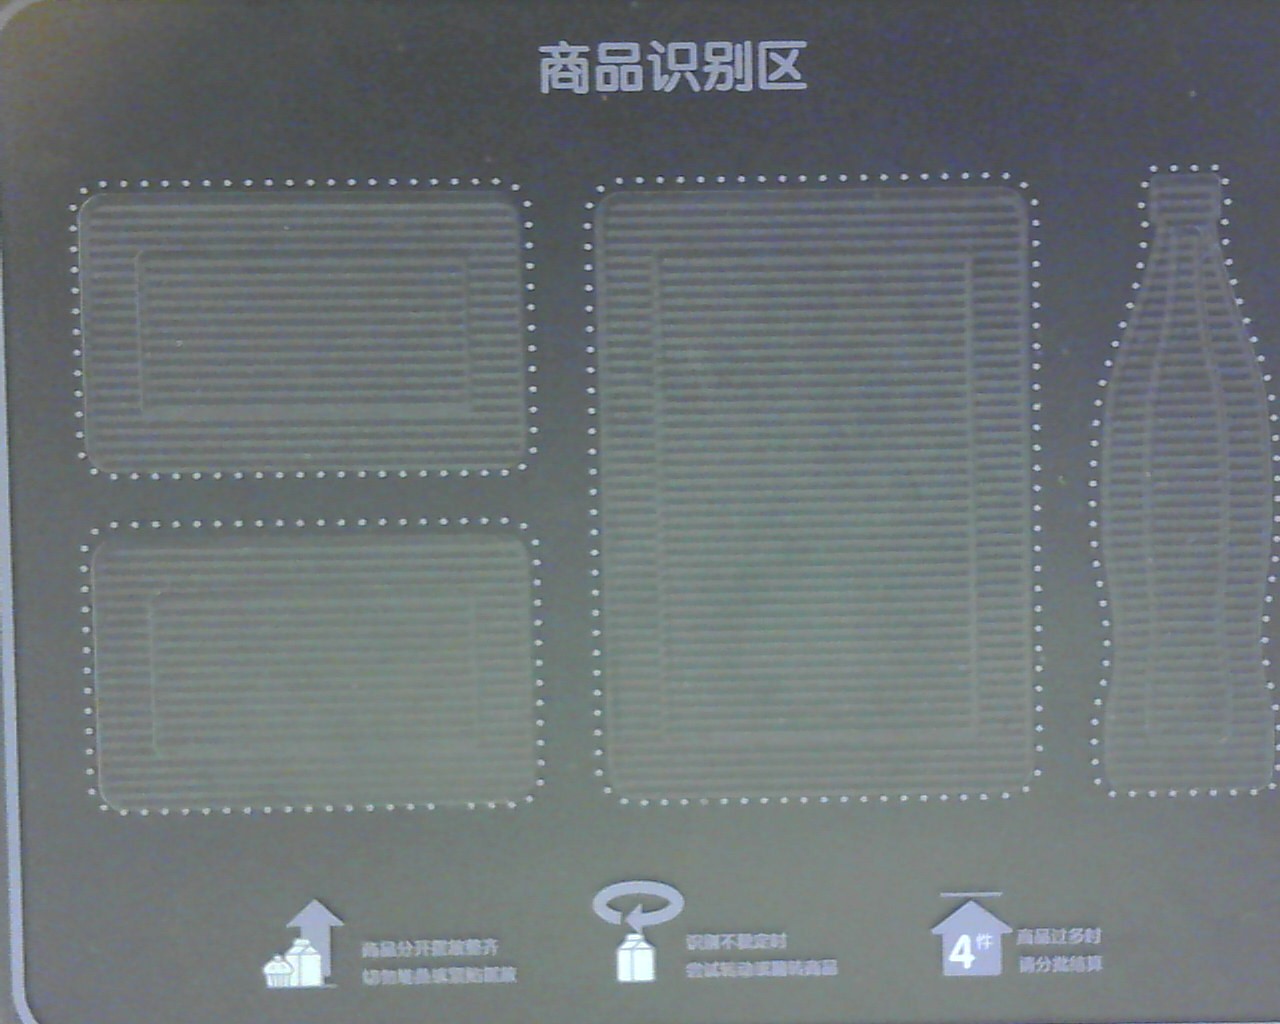 商品识别区
商品分开摆放整齐
切勿堆叠或紧贴摆放
识别不稳定时
尝试转动或翻转商品
4件
商品过多时
请分批结算